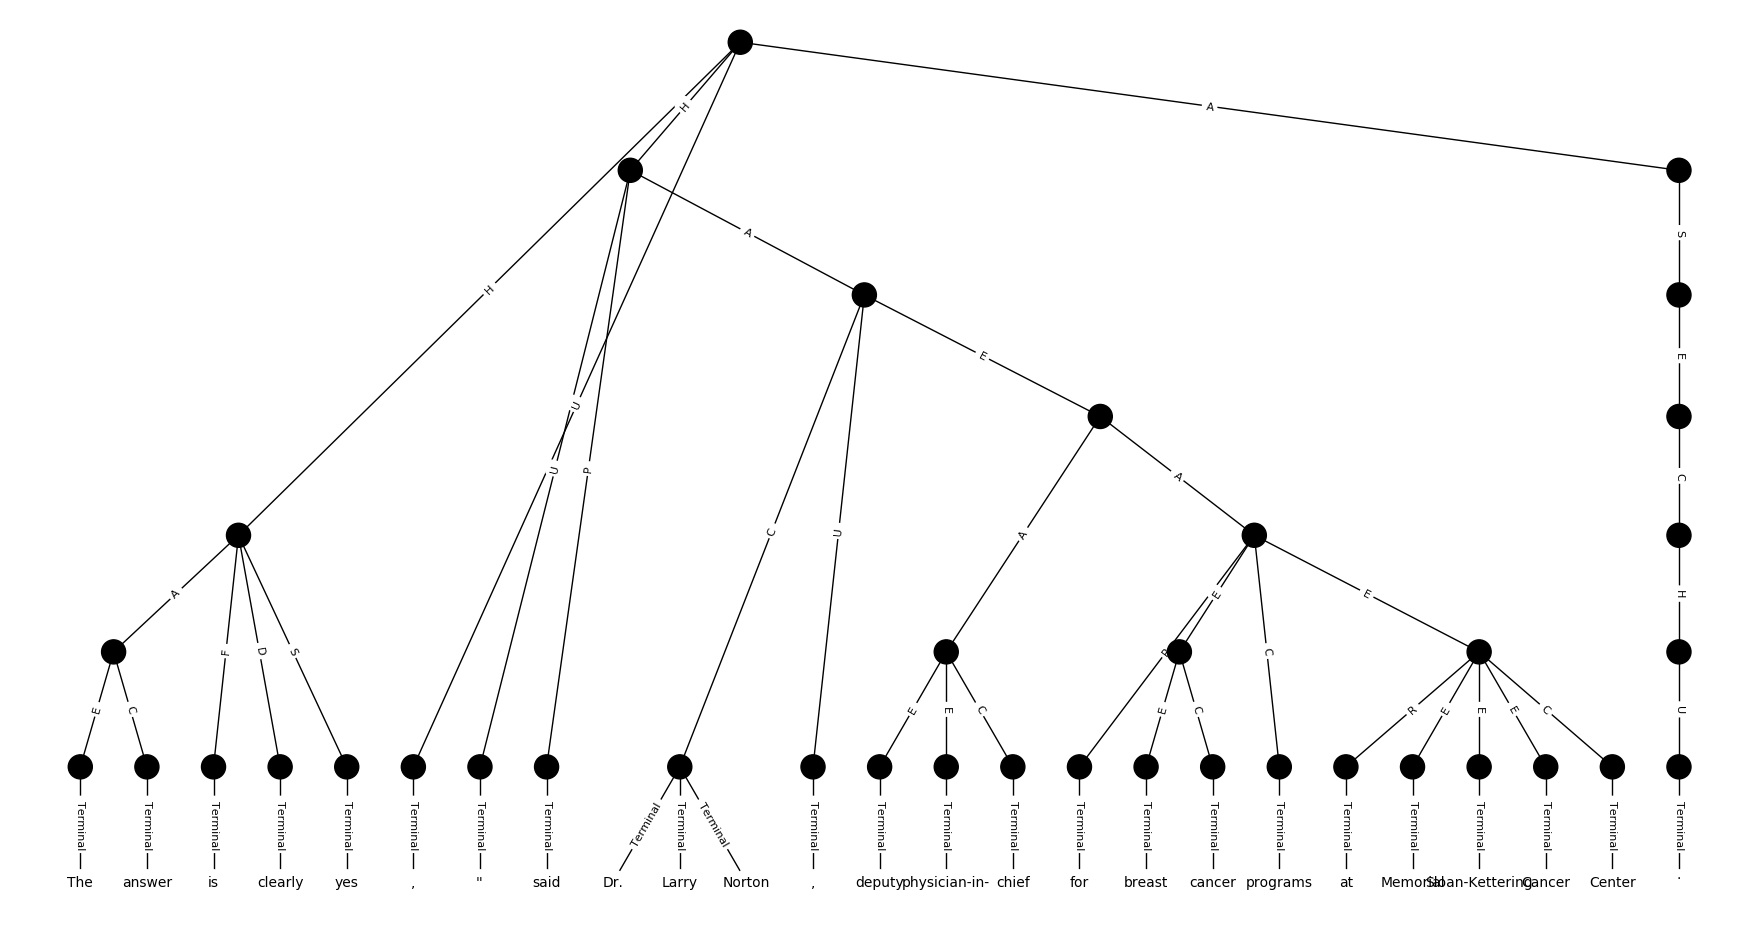 H
A
H
S
A
E
E
A
C
U
U
P
C
U
A
A
F
D
S
E
R
C
E
H
E
C
E
E
C
E
C
R
E
E
E
C
U
Terminal Terminal Terminal Terminal Terminal Terminal Terminal Terminal Terminal Terminal Terminal Terminal Terminal Terminal Terminal Terminal Terminal Terminal Terminal Terminal Terminal Terminal Terminal Terminal Terminal
The answer is clearly yes , " said Dr. Larry Norton , deputy physician-in- chief for breast cancer programs at Memorial Sloan-Kettering Cancer Center .